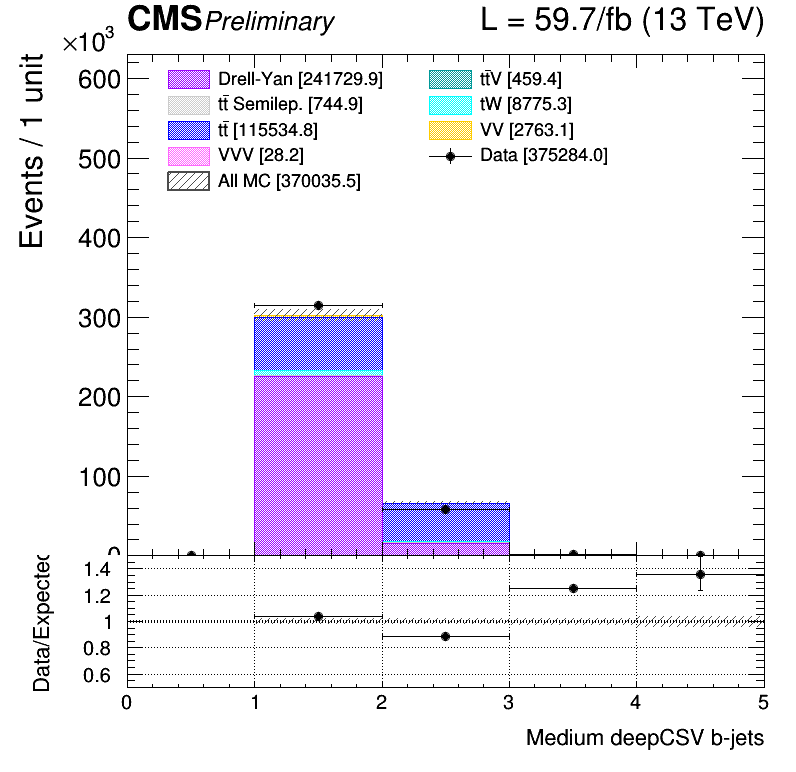 CMS Preliminary L = 59.7/fb (13 TeV)
×10³
Events / 1 unit
600
500
400
300
200
100
0
Drell-Yan [241729.9]
tt̄ Semilep. [744.9]
tt̄ [115534.8]
VVV [28.2]
All MC [370035.5]
tt̄V [459.4]
tW [8775.3]
VV [2763.1]
Data [375284.0]
Data/Expected
1.4
1.2
1
0.8
0.6
0 1 2 3 4 5
Medium deepCSV b-jets